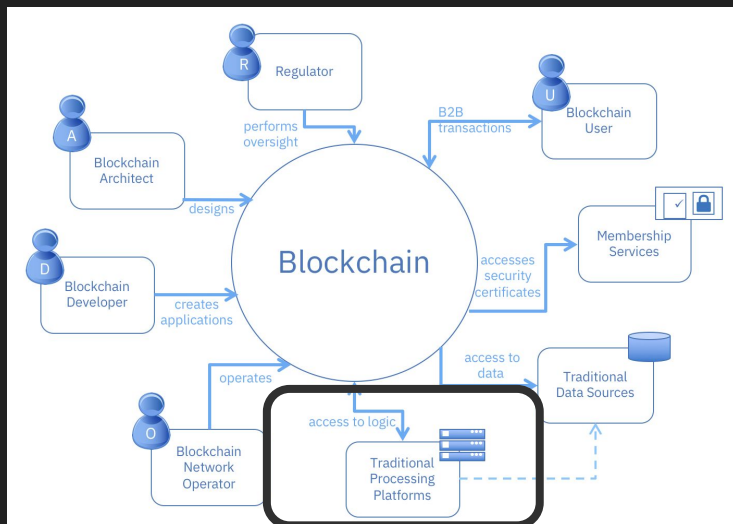 R
Regulator
performs
oversight
U
Blockchain
User
B2B
transactions
A
Blockchain
Architect
designs
Membership
Services
accesses
security
certificates
Blockchain
D
Blockchain
Developer
creates
applications
operates
access to
data
Traditional
Data Sources
O
Blockchain
Network
Operator
access to logic
Traditional
Processing
Platforms